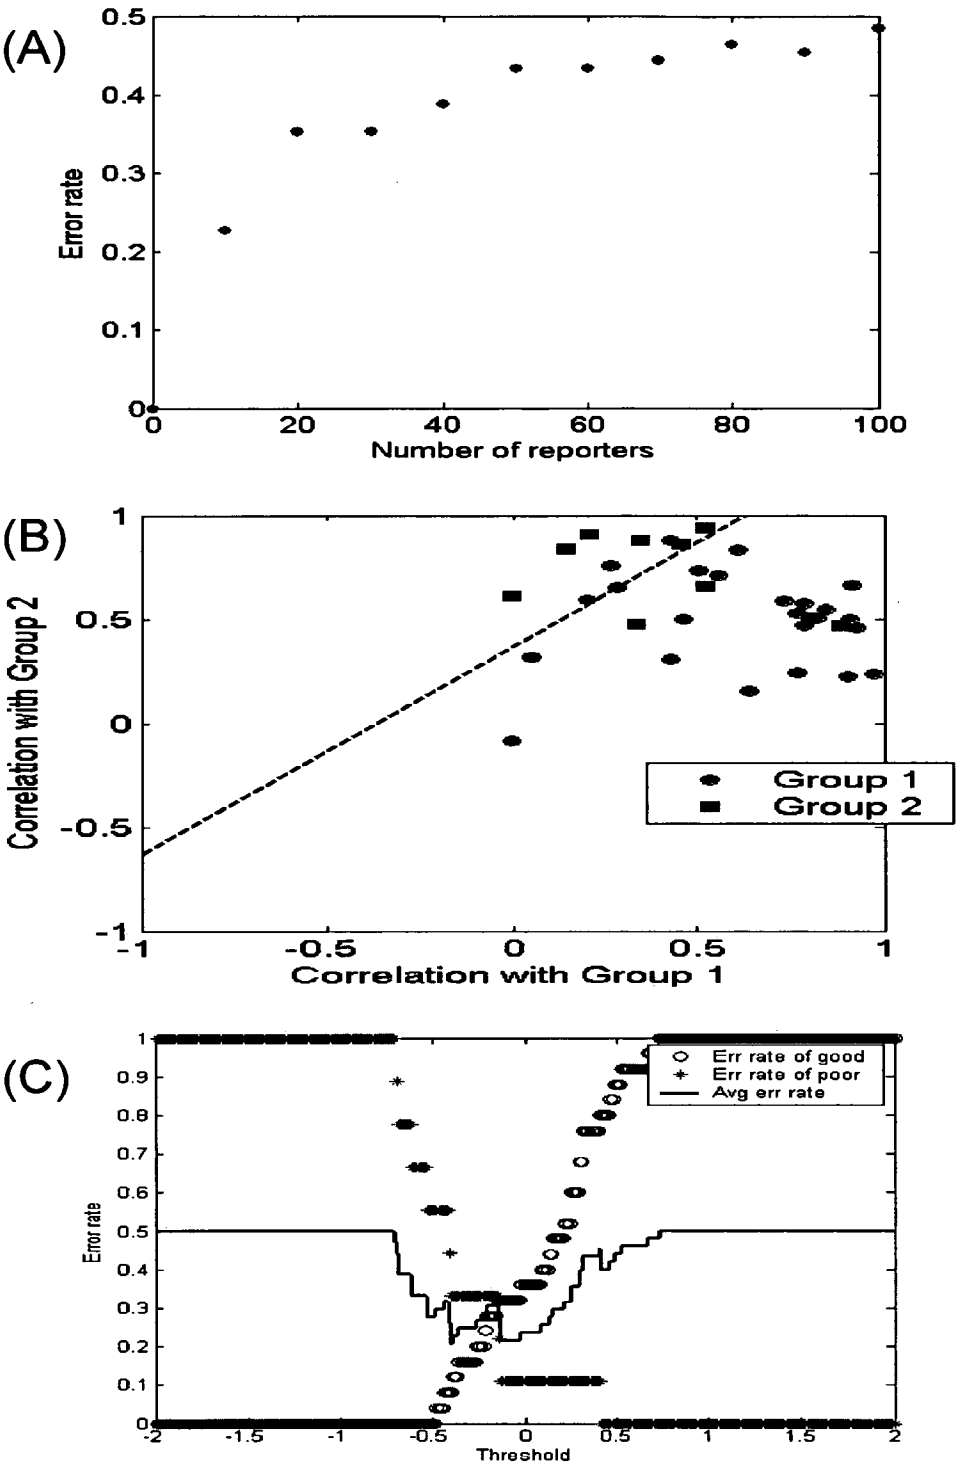 (A)
0.5
0.4
0.3
0.2
0.1
0
Error rate
0 20 40 60 80 100
Number of reporters
(B)
1
0.5
0
-0.5
-1
Correlation with Group 2
Group 1
Group 2
-1 -0.5 0 0.5 1
Correlation with Group 1
(C)
1
0.9
0.8
0.7
0.6
0.5
0.4
0.3
0.2
0.1
0
Error rate
Err rate of good
Err rate of poor
Avg err rate
-2 -1.5 -1 -0.5 0 0.5 1 1.5 2
Threshold